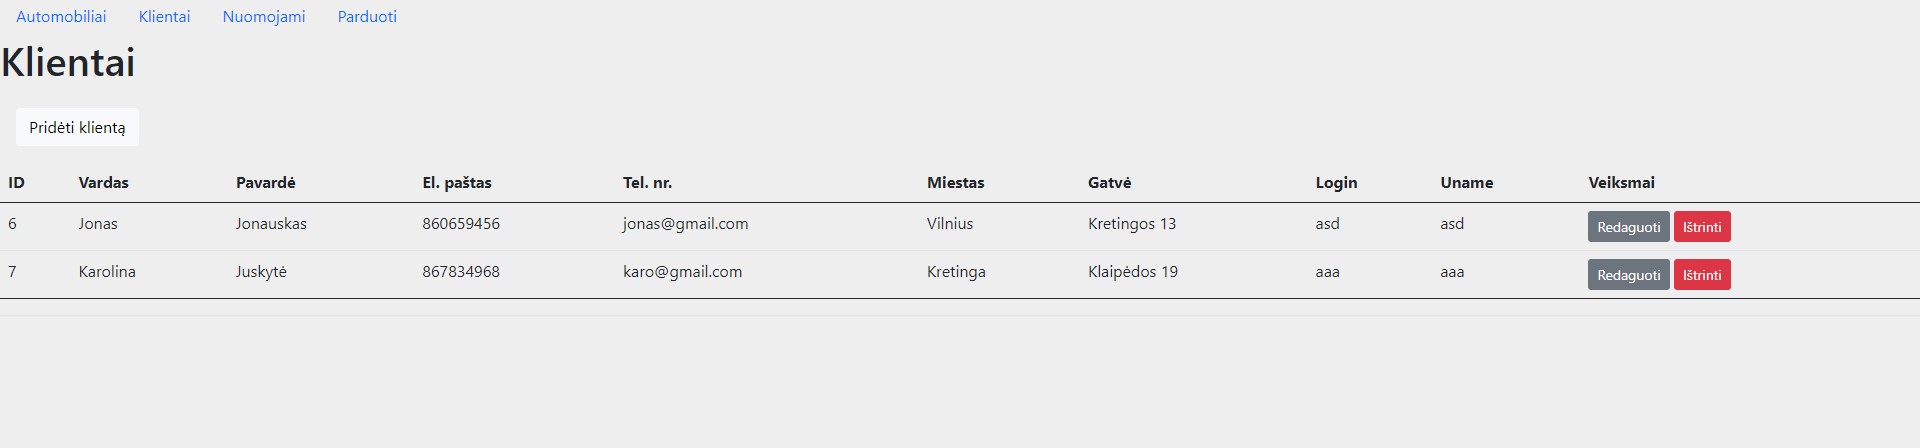 Automobiliai Klientai Nuomojami Parduoti
Klientai
Pridėti klientą
ID Vardas Pavardė El. paštas Tel. nr. Miestas Gatvė Login Uname Veiksmai
6 Jonas Jonauskas 860659456 jonas@gmail.com Vilnius Kretingos 13 asd asd Redaguoti Ištrinti
7 Karolina Juskytė 867834968 karo@gmail.com Kretinga Klaipėdos 19 aaa aaa Redaguoti Ištrinti